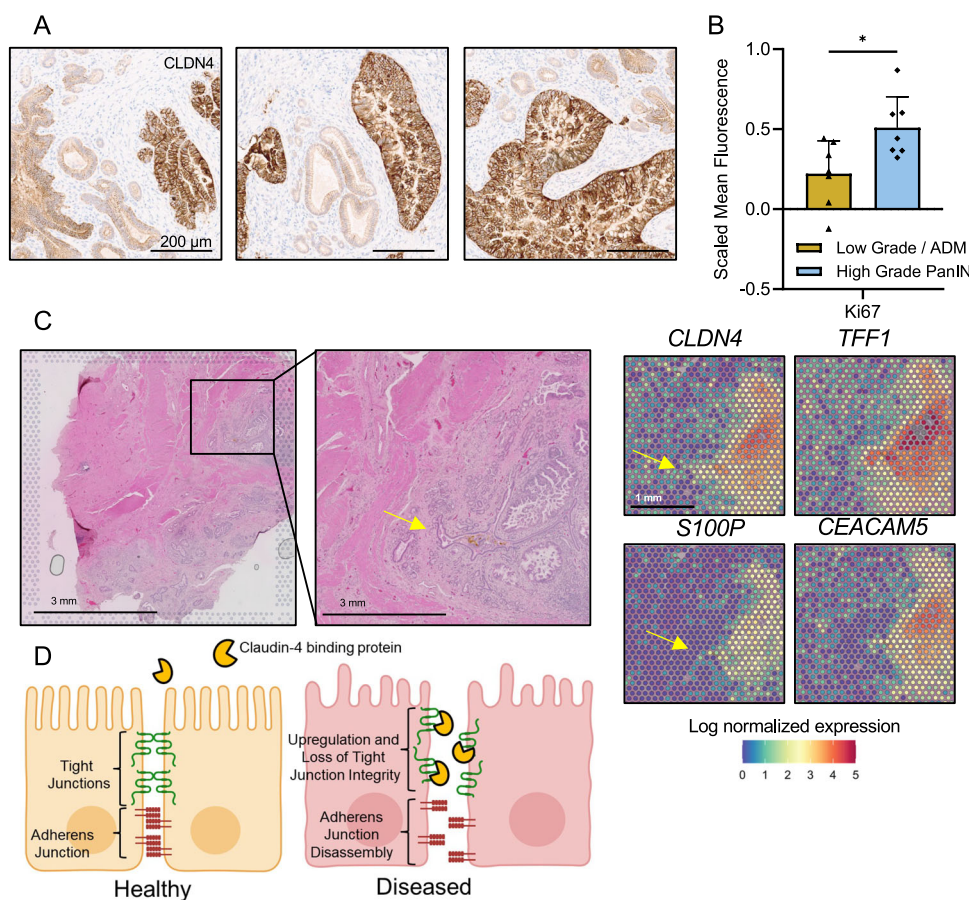 A
CLDN4
200 µm
B
Scaled Mean Fluorescence
1.0
0.5
0.0
-0.5
*
Low Grade / ADM
High Grade PanIN
Ki67
C
3 mm
3 mm
CLDN4
TFF1
1 mm
S100P
CEACAM5
Log normalized expression
0 1 2 3 4 5
D
Claudin-4 binding protein
Tight
Junctions
Adherens
Junction
Healthy
Upregulation and
Loss of Tight
Junction Integrity
Adherens
Junction
Disassembly
Diseased